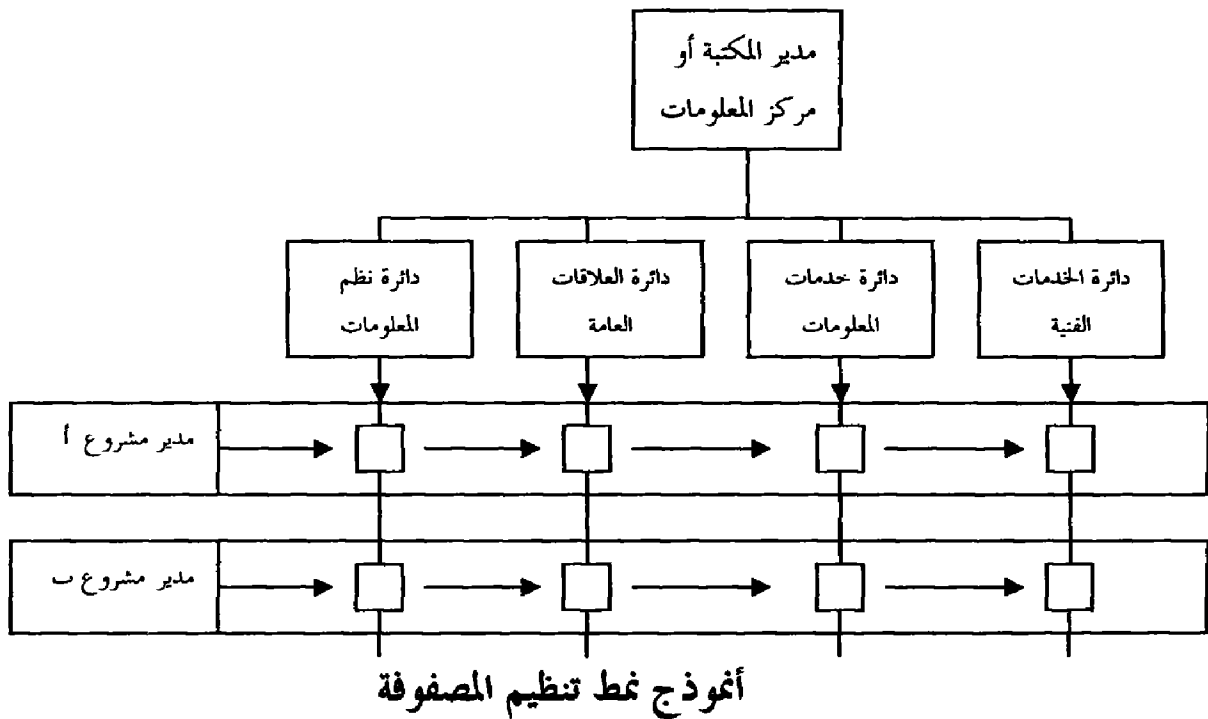 مدير المكتبة أو
مركز المعلومات
دائرة الخدمات
الفنية
دائرة خدمات
المعلومات
دائرة العلاقات
العامة
دائرة نظم
المعلومات
مدير مشروع أ
مدير مشروع ب
أنموذج نمط تنظيم المصفوفة